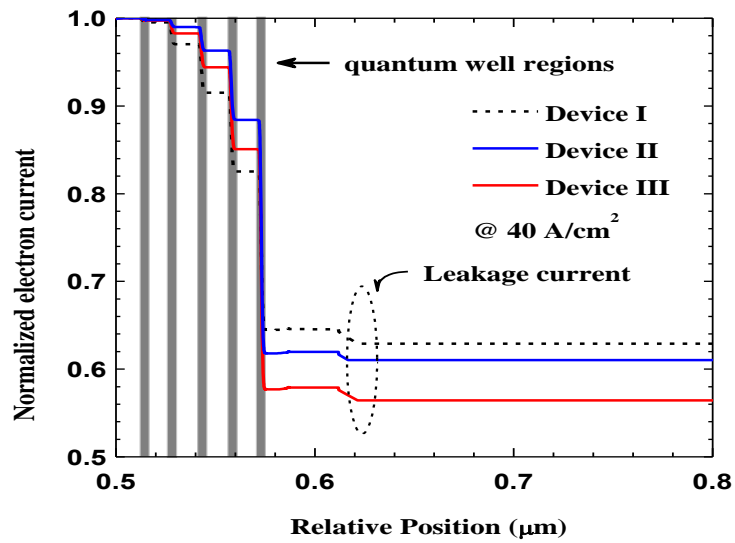 1.0
0.9
0.8
0.7
0.6
0.5
0.5
0.6
0.7
0.8
Normalized electron current
Relative Position (μm)
quantum well regions
Device I
Device II
Device III
@ 40 A/cm²
Leakage current